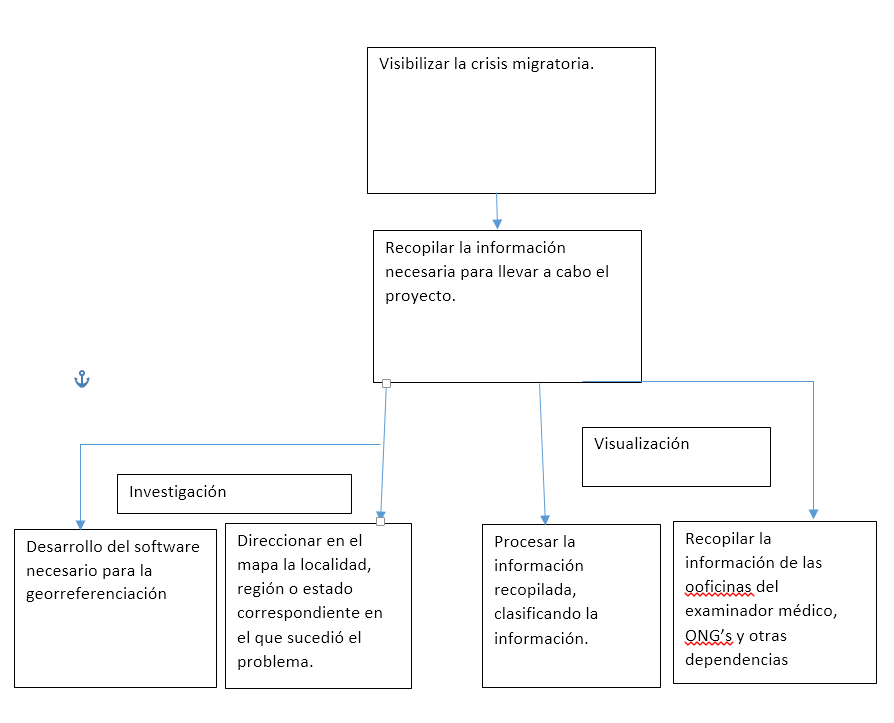 Visibilizar la crisis migratoria.
Recopilar la información
necesaria para llevar a cabo el
proyecto.
Visualización
Investigación
Desarrollo del software
necesario para la
georreferenciación
Direccionar en el
mapa la localidad,
región o estado
correspondiente en
el que sucedió el
problema.
Procesar la
información
recopilada,
clasificando la
información.
Recopilar la
información de las
ooficinas del
examinador médico,
ONG’s y otras
dependencias